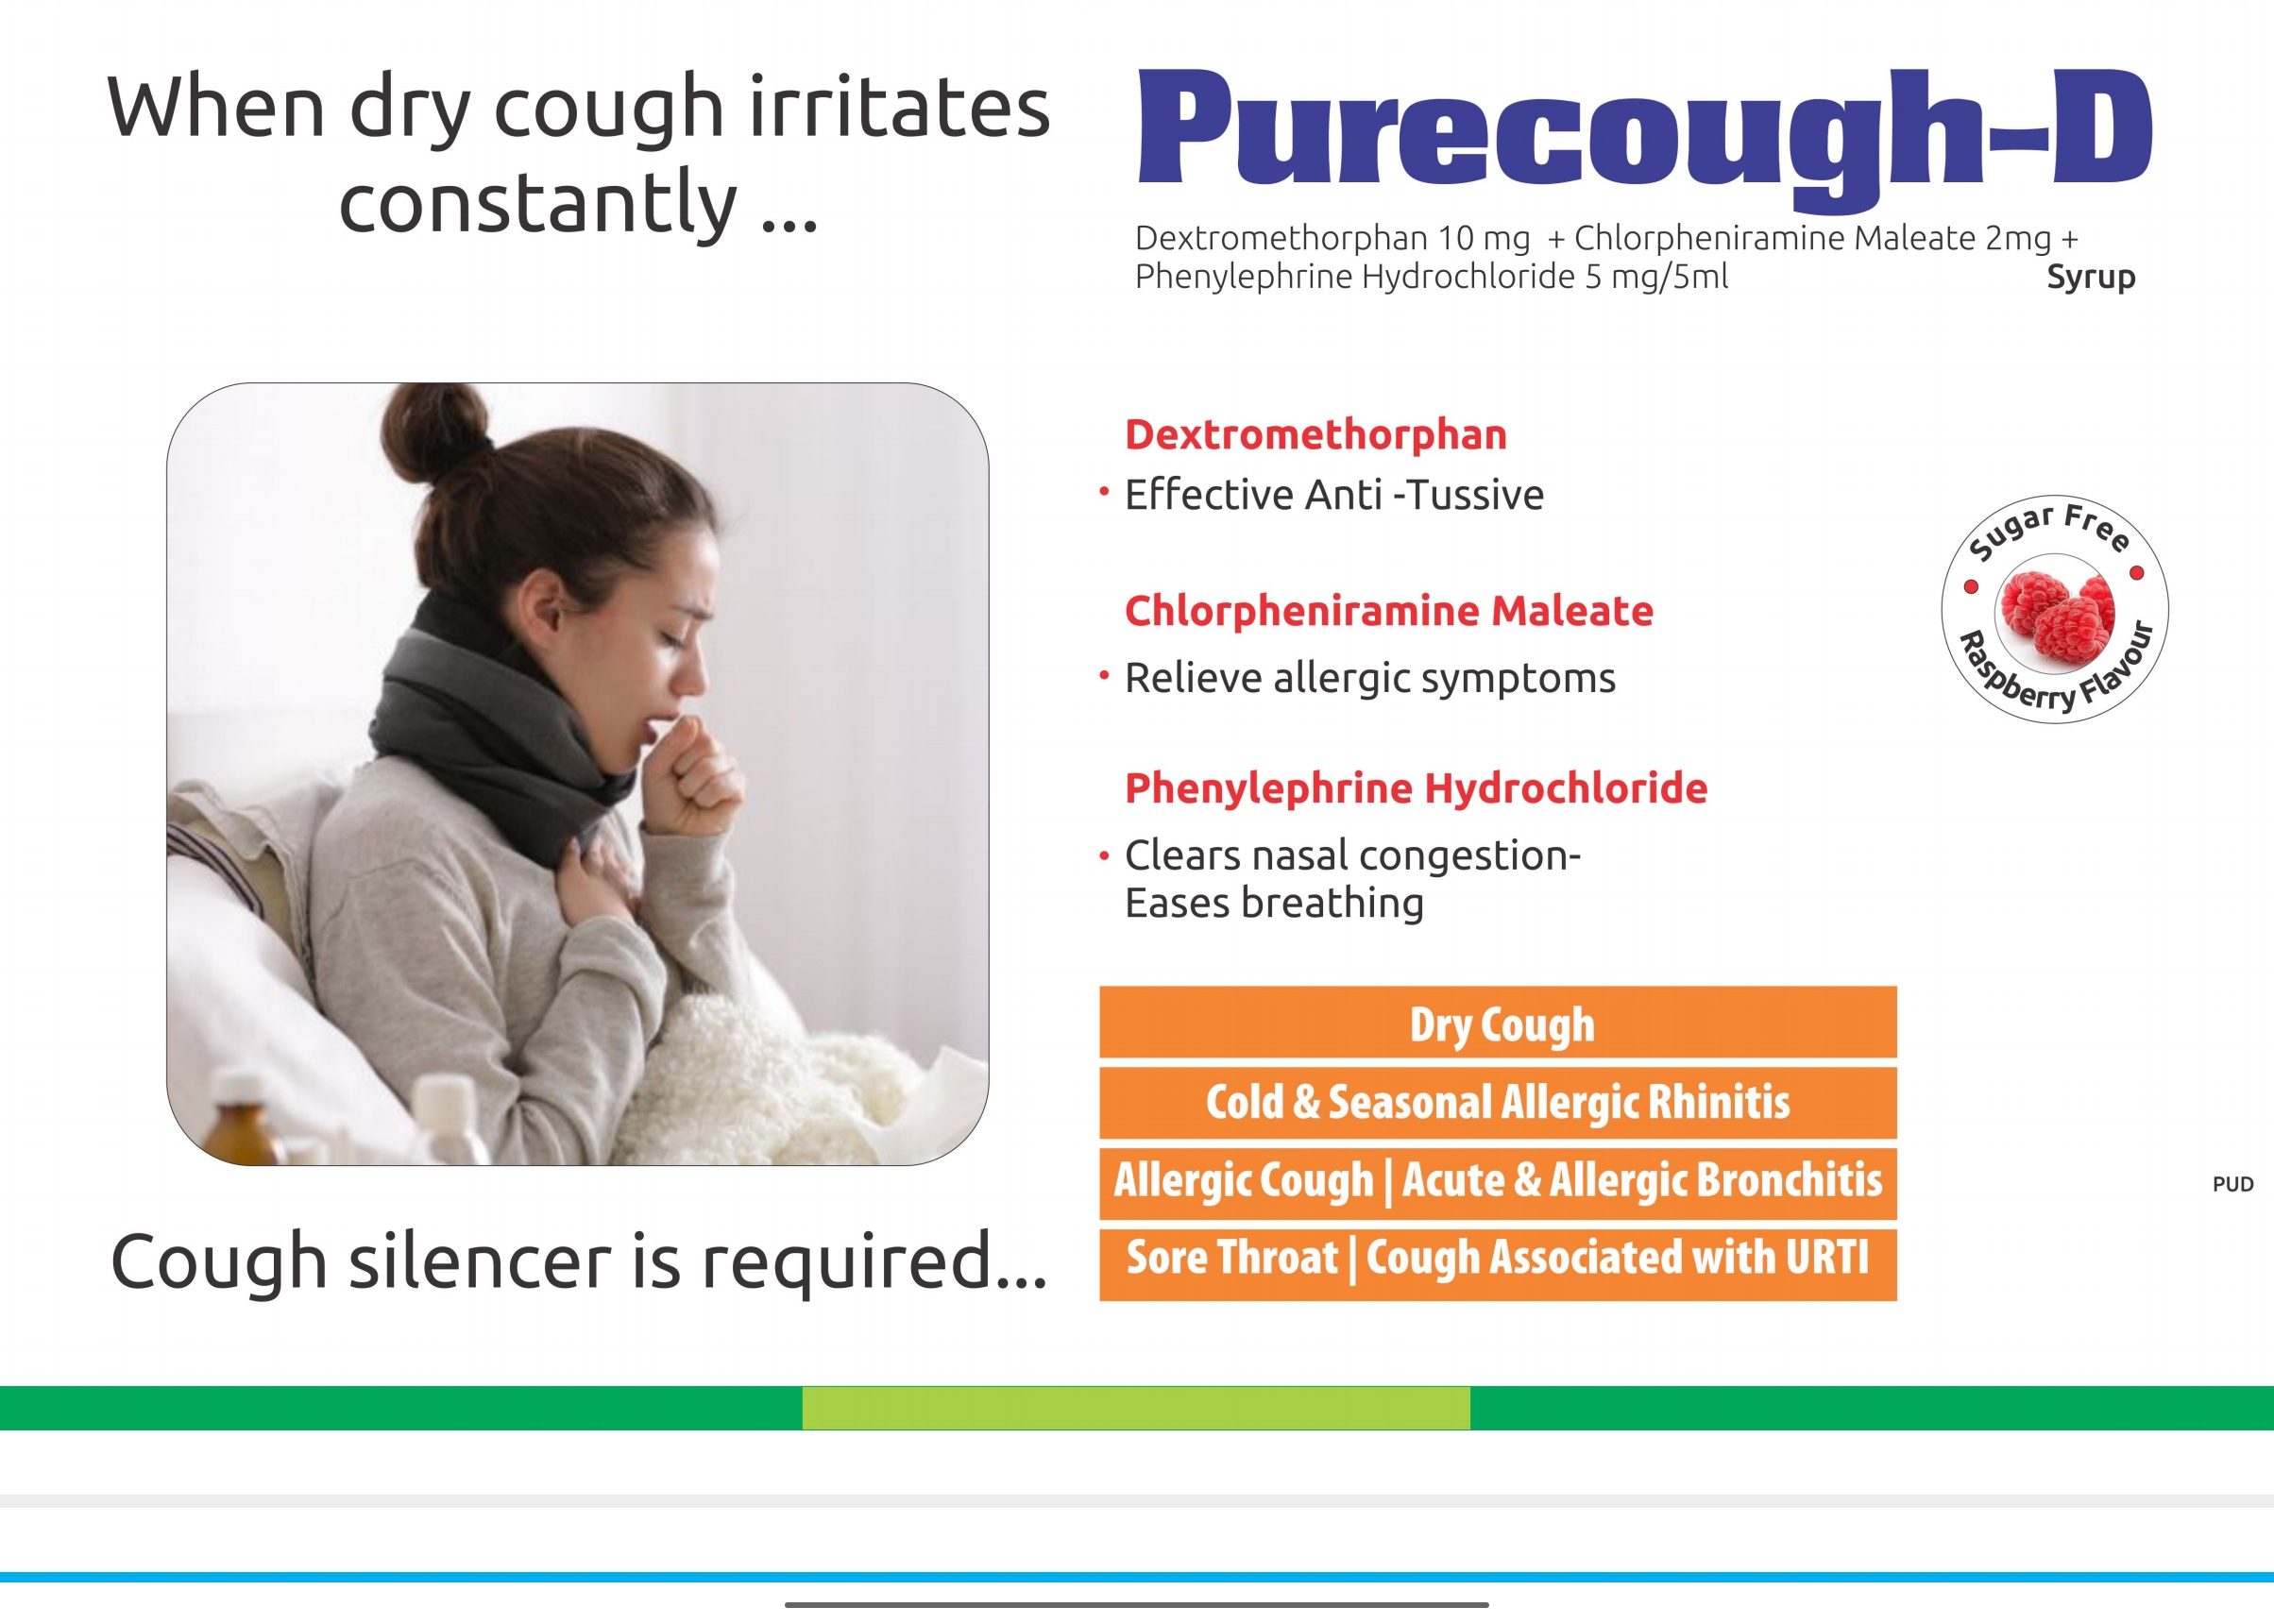 When dry cough irritates
constantly ...
Cough silencer is required...
Purecough-D
Dextromethorphan 10 mg + Chlorpheniramine Maleate 2mg +
Phenylephrine Hydrochloride 5 mg/5ml
Syrup
Dextromethorphan
• Effective Anti -Tussive
Chlorpheniramine Maleate
• Relieve allergic symptoms
Phenylephrine Hydrochloride
• Clears nasal congestion-
Eases breathing
Sugar Free
Raspberry Flavour
Dry Cough
Cold & Seasonal Allergic Rhinitis
Allergic Cough | Acute & Allergic Bronchitis
Sore Throat | Cough Associated with URTI
PUD